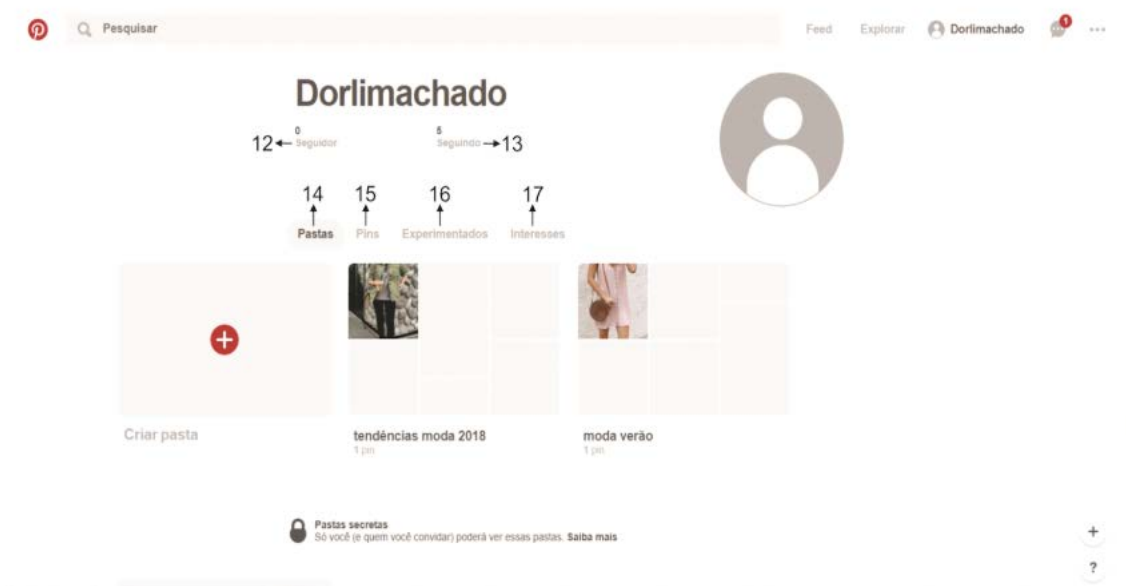 Pesquisar Feed Explorar Dorlimachado 1
Dorlimachado
0 5
12 Seguidor Seguindo 13
14 15 16 17
Pastas Pins Experimentados Interesses
Criar pasta tendências moda 2018 moda verão
1 pin 1 pin
Pastas secretas
Só você (e quem você convidar) poderá ver essas pastas. Saiba mais
+
?